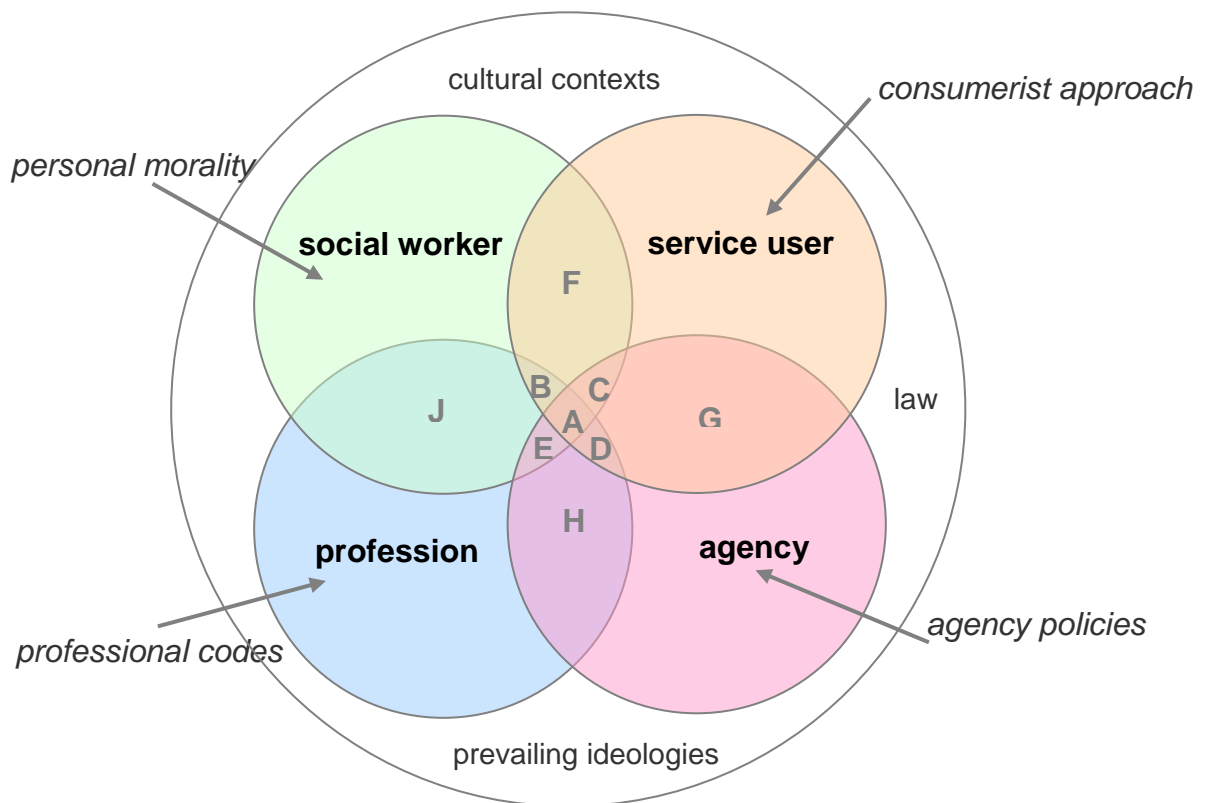 cultural contexts
consumerist approach
personal morality
social worker
service user
F
B
C
law
J
A
G
E
D
H
profession
agency
professional codes
agency policies
prevailing ideologies